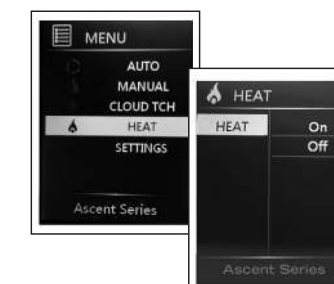 MENU
AUTO
MANUAL
CLOUD TCH
HEAT
SETTINGS
Ascent Series
HEAT
HEAT On
Off
Ascent Series